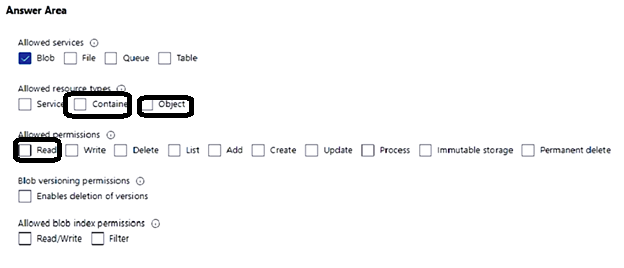 Answer Area
Allowed services
Blob File Queue Table
Allowed resource types
Service Container Object
Allowed permissions
Read Write Delete List Add Create Update Process Immutable storage Permanent delete
Blob versioning permissions
Enables deletion of versions
Allowed blob index permissions
Read/Write Filter